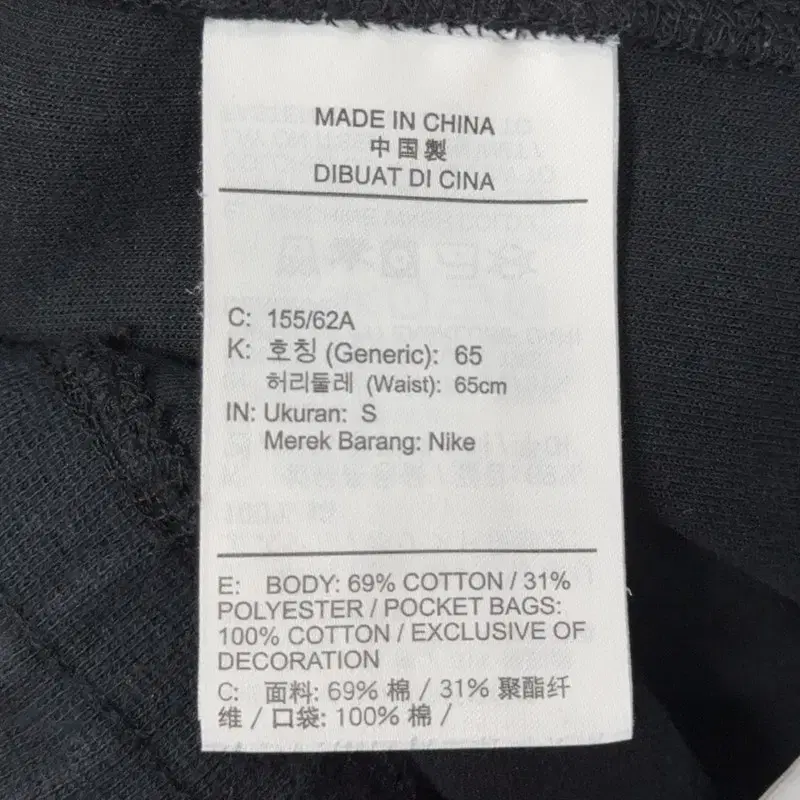 MADE IN CHINA
中国製
DIBUAT DI CINA
C: 155/62A
K: 호칭 (Generic): 65
허리둘레 (Waist): 65cm
IN: Ukuran: S
Merek Barang: Nike
E: BODY: 69% COTTON / 31%
POLYESTER / POCKET BAGS:
100% COTTON / EXCLUSIVE OF
DECORATION
C: 面料: 69% 棉 / 31% 聚酯纤
维 / 口袋: 100% 棉 /